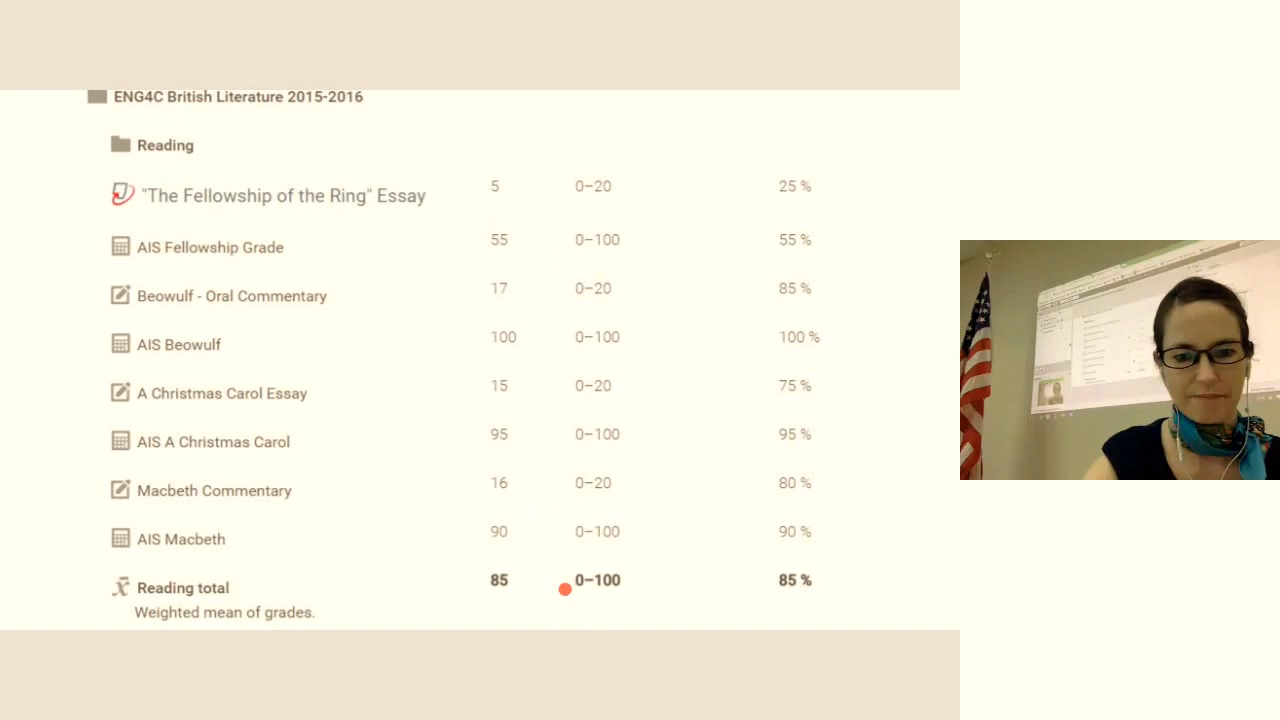 ENG4C British Literature 2015-2016
Reading
"The Fellowship of the Ring" Essay 5 0–20 25 %
AIS Fellowship Grade 55 0–100 55 %
Beowulf - Oral Commentary 17 0–20 85 %
AIS Beowulf 100 0–100 100 %
A Christmas Carol Essay 15 0–20 75 %
AIS A Christmas Carol 95 0–100 95 %
Macbeth Commentary 16 0–20 80 %
AIS Macbeth 90 0–100 90 %
x̄ Reading total 85 0–100 85 %
Weighted mean of grades.